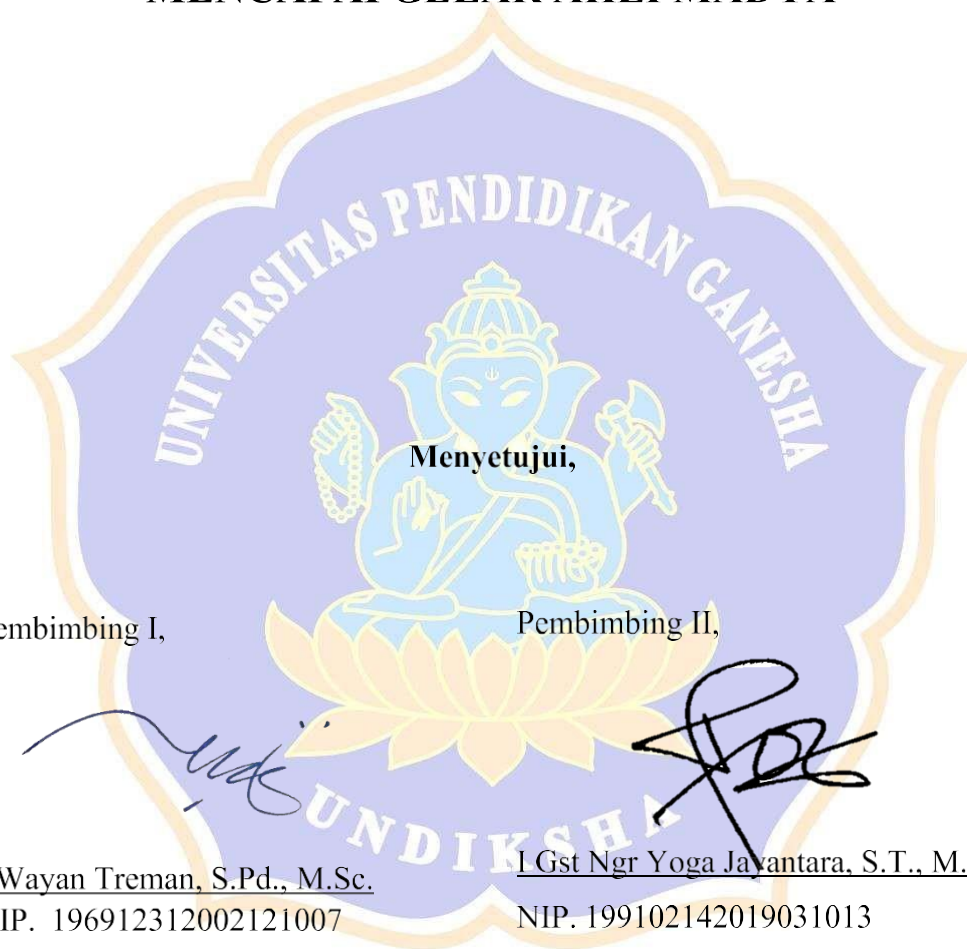 MENCAPAI GELAR AHLI MADYA
UNIVERSITAS PENDIDIKAN GANESHA
Menyetujui,
embimbing I,
Pembimbing II,
UNDIKSHA
Wayan Treman, S.Pd., M.Sc.
I Gst Ngr Yoga Jayantara, S.T., M.
IP. 196912312002121007
NIP. 199102142019031013